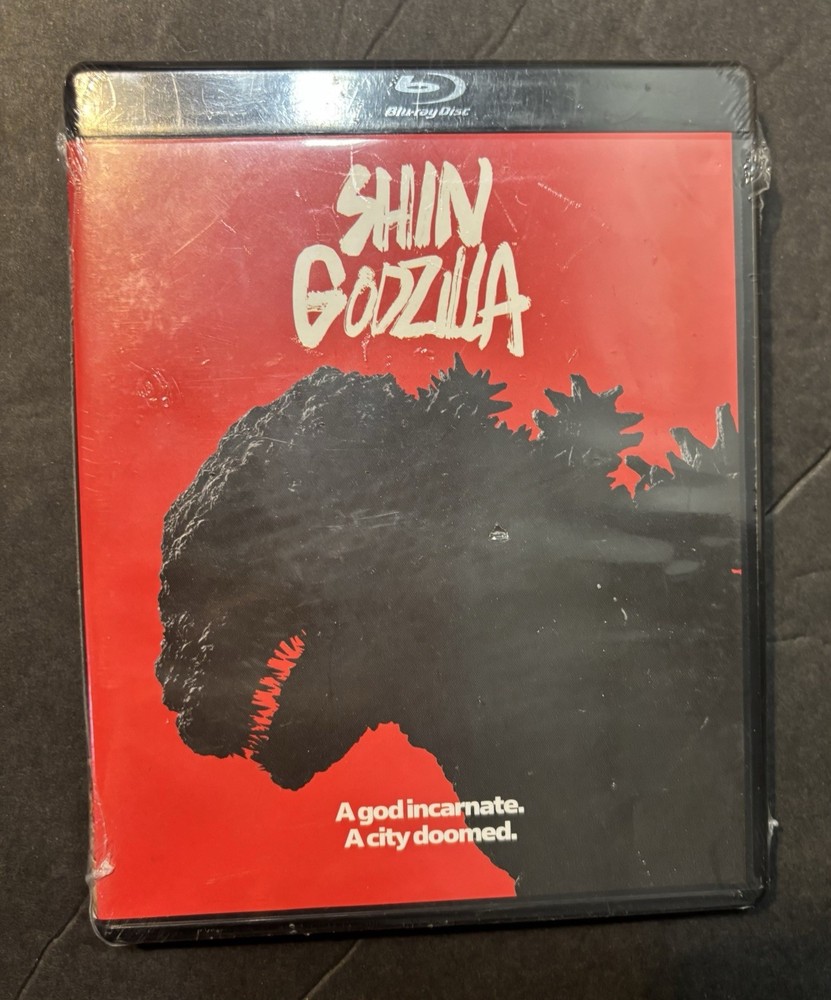 Blu-ray Disc
SHIN
GODZILLA
A god incarnate.
A city doomed.